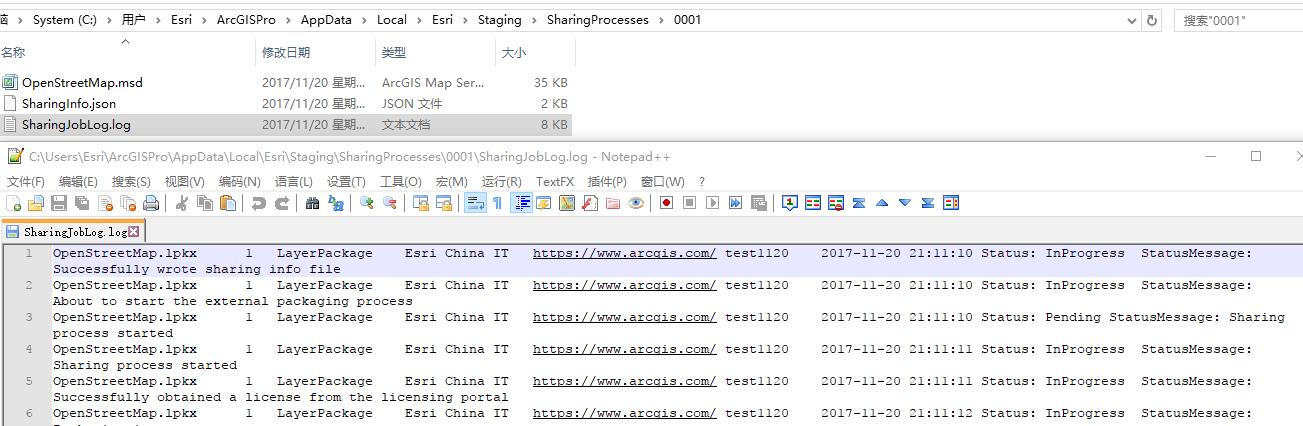 脑 > System (C:) > 用户 > Esri > ArcGISPro > AppData > Local > Esri > Staging > SharingProcesses > 0001
搜索"0001"
名称 修改日期 类型 大小
OpenStreetMap.msd 2017/11/20 星期... ArcGIS Map Ser... 35 KB
SharingInfo.json 2017/11/20 星期... JSON 文件 2 KB
SharingJobLog.log 2017/11/20 星期... 文本文档 8 KB
C:\Users\Esri\ArcGISPro\AppData\Local\Esri\Staging\SharingProcesses\0001\SharingJobLog.log - Notepad++
文件(F) 编辑(E) 搜索(S) 视图(V) 编码(N) 语言(L) 设置(T) 工具(O) 宏(M) 运行(R) TextFX 插件(P) 窗口(W) ?
SharingJobLog.log
1 OpenStreetMap.lpkx 1 LayerPackage Esri China IT https://www.arcgis.com/ test1120 2017-11-20 21:11:10 Status: InProgress StatusMessage:
Successfully wrote sharing info file
2 OpenStreetMap.lpkx 1 LayerPackage Esri China IT https://www.arcgis.com/ test1120 2017-11-20 21:11:10 Status: InProgress StatusMessage:
About to start the external packaging process
3 OpenStreetMap.lpkx 1 LayerPackage Esri China IT https://www.arcgis.com/ test1120 2017-11-20 21:11:10 Status: Pending StatusMessage: Sharing
process started
4 OpenStreetMap.lpkx 1 LayerPackage Esri China IT https://www.arcgis.com/ test1120 2017-11-20 21:11:11 Status: InProgress StatusMessage:
Sharing process started
5 OpenStreetMap.lpkx 1 LayerPackage Esri China IT https://www.arcgis.com/ test1120 2017-11-20 21:11:11 Status: InProgress StatusMessage:
Successfully obtained a license from the licensing portal
6 OpenStreetMap.lpkx 1 LayerPackage Esri China IT https://www.arcgis.com/ test1120 2017-11-20 21:11:12 Status: InProgress StatusMessage: